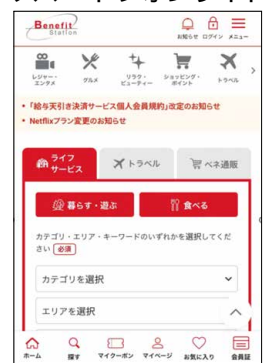 Benefit
Station
お知らせ ログイン メニュー
レジャー・
エンタメ
グルメ
リラク・
ビューティー
ショッピング・
ポイント
トラベル
・「給与天引き決済サービス個人会員規約」改定のお知らせ
・Netflixプラン変更のお知らせ
ライフ
サービス
トラベル
ベネ通販
暮らす・遊ぶ
食べる
カテゴリ・エリア・キーワードのいずれかを選択してくだ
さい 必須
カテゴリを選択
エリアを選択
ホーム 探す マイクーポン マイページ お気に入り 会員証